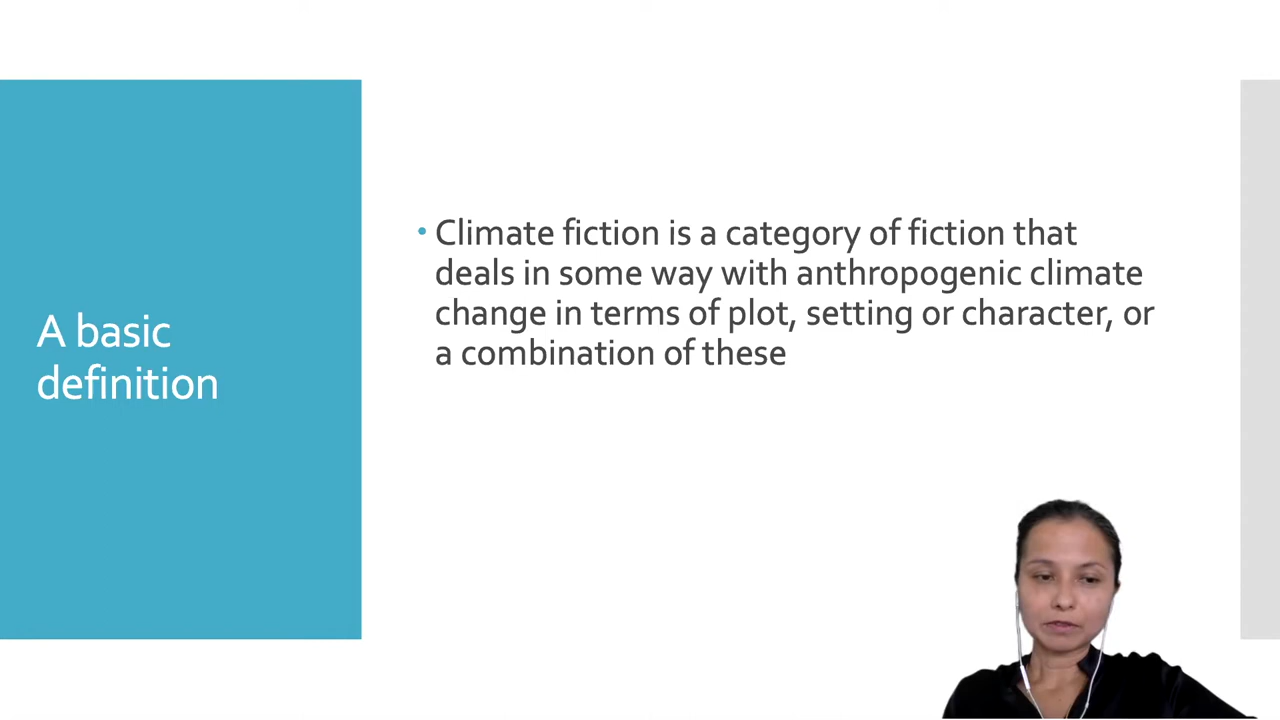 A basic
definition
• Climate fiction is a category of fiction that
deals in some way with anthropogenic climate
change in terms of plot, setting or character, or
a combination of these